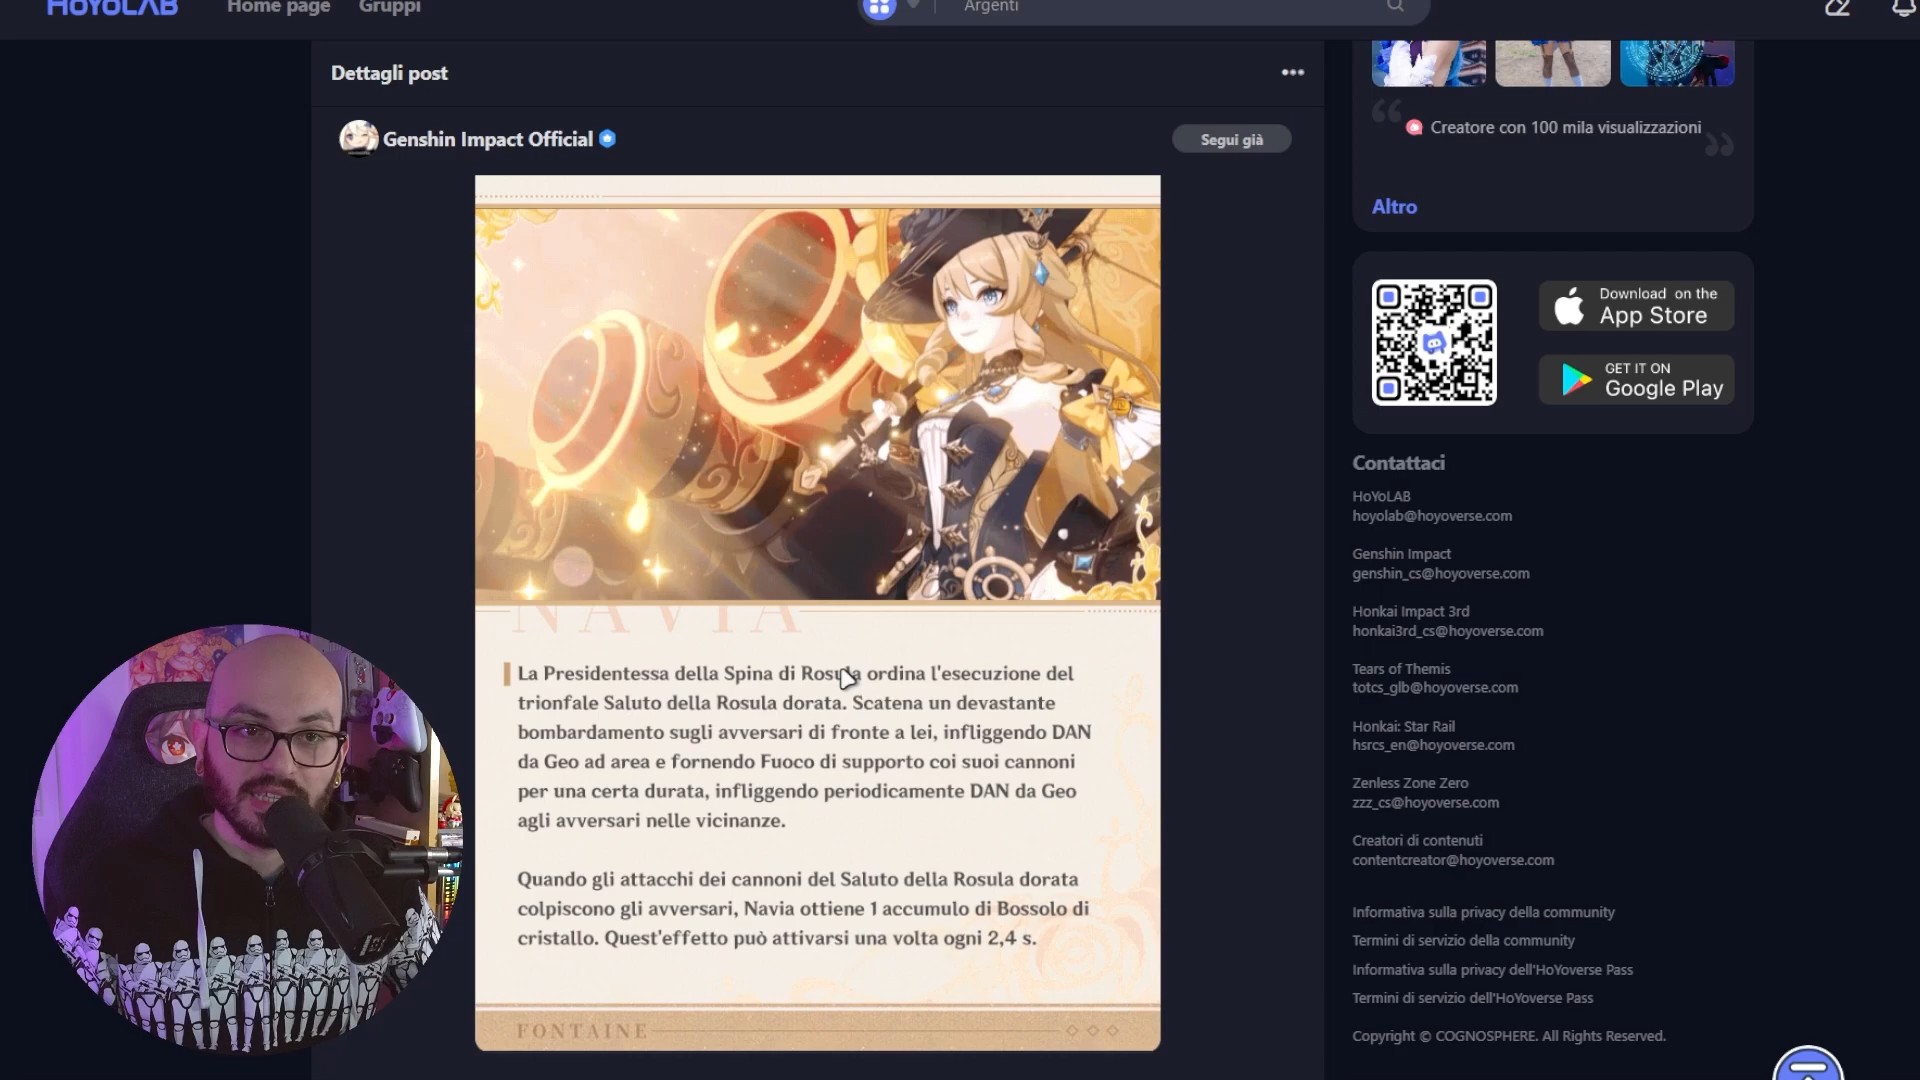 HOYOLAB
Home page
Gruppi
Argenti
Dettagli post
Genshin Impact Official
Segui già
NAVIA
La Presidentessa della Spina di Rosula ordina l'esecuzione del
trionfale Saluto della Rosula dorata. Scatena un devastante
bombardamento sugli avversari di fronte a lei, infliggendo DAN
da Geo ad area e fornendo Fuoco di supporto coi suoi cannoni
per una certa durata, infliggendo periodicamente DAN da Geo
agli avversari nelle vicinanze.
Quando gli attacchi dei cannoni del Saluto della Rosula dorata
colpiscono gli avversari, Navia ottiene 1 accumulo di Bossolo di
cristallo. Quest'effetto può attivarsi una volta ogni 2,4 s.
FONTAINE
Creatore con 100 mila visualizzazioni
Altro
Download on the
App Store
GET IT ON
Google Play
Contattaci
HoYoLAB
hoyolab@hoyoverse.com
Genshin Impact
genshin_cs@hoyoverse.com
Honkai Impact 3rd
honkai3rd_cs@hoyoverse.com
Tears of Themis
totcs_glb@hoyoverse.com
Honkai: Star Rail
hsrcs_en@hoyoverse.com
Zenless Zone Zero
zzz_cs@hoyoverse.com
Creatori di contenuti
contentcreator@hoyoverse.com
Informativa sulla privacy della community
Termini di servizio della community
Informativa sulla privacy dell'HoYoverse Pass
Termini di servizio dell'HoYoverse Pass
Copyright © COGNOSPHERE. All Rights Reserved.